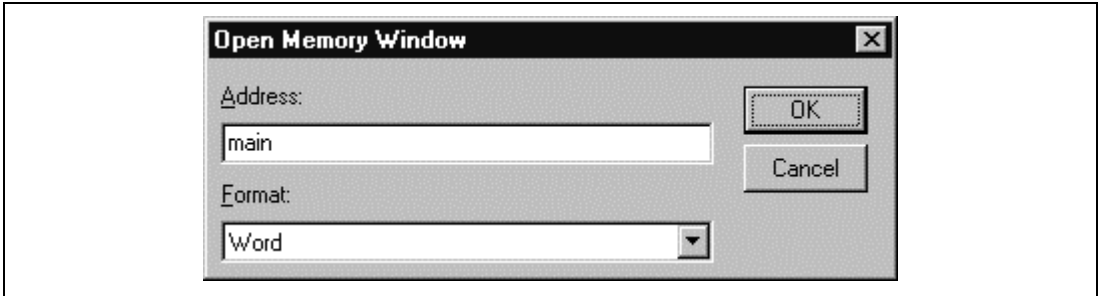 Open Memory Window
Address:
OK
main
Cancel
Format:
Word